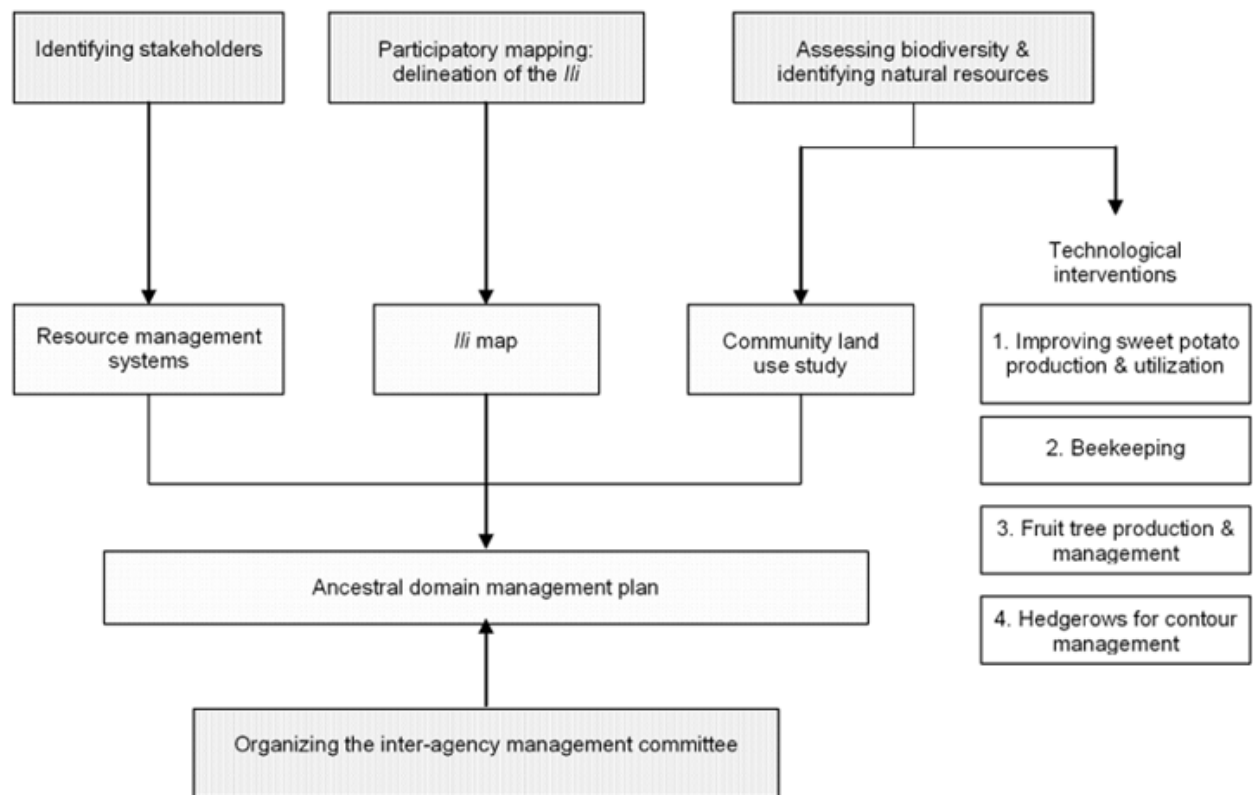 Identifying stakeholders
Participatory mapping:
delineation of the Ili
Assessing biodiversity &
identifying natural resources
Technological
interventions
Resource management
systems
Ili map
Community land
use study
1. Improving sweet potato
production & utilization
2. Beekeeping
3. Fruit tree production &
management
4. Hedgerows for contour
management
Ancestral domain management plan
Organizing the inter-agency management committee